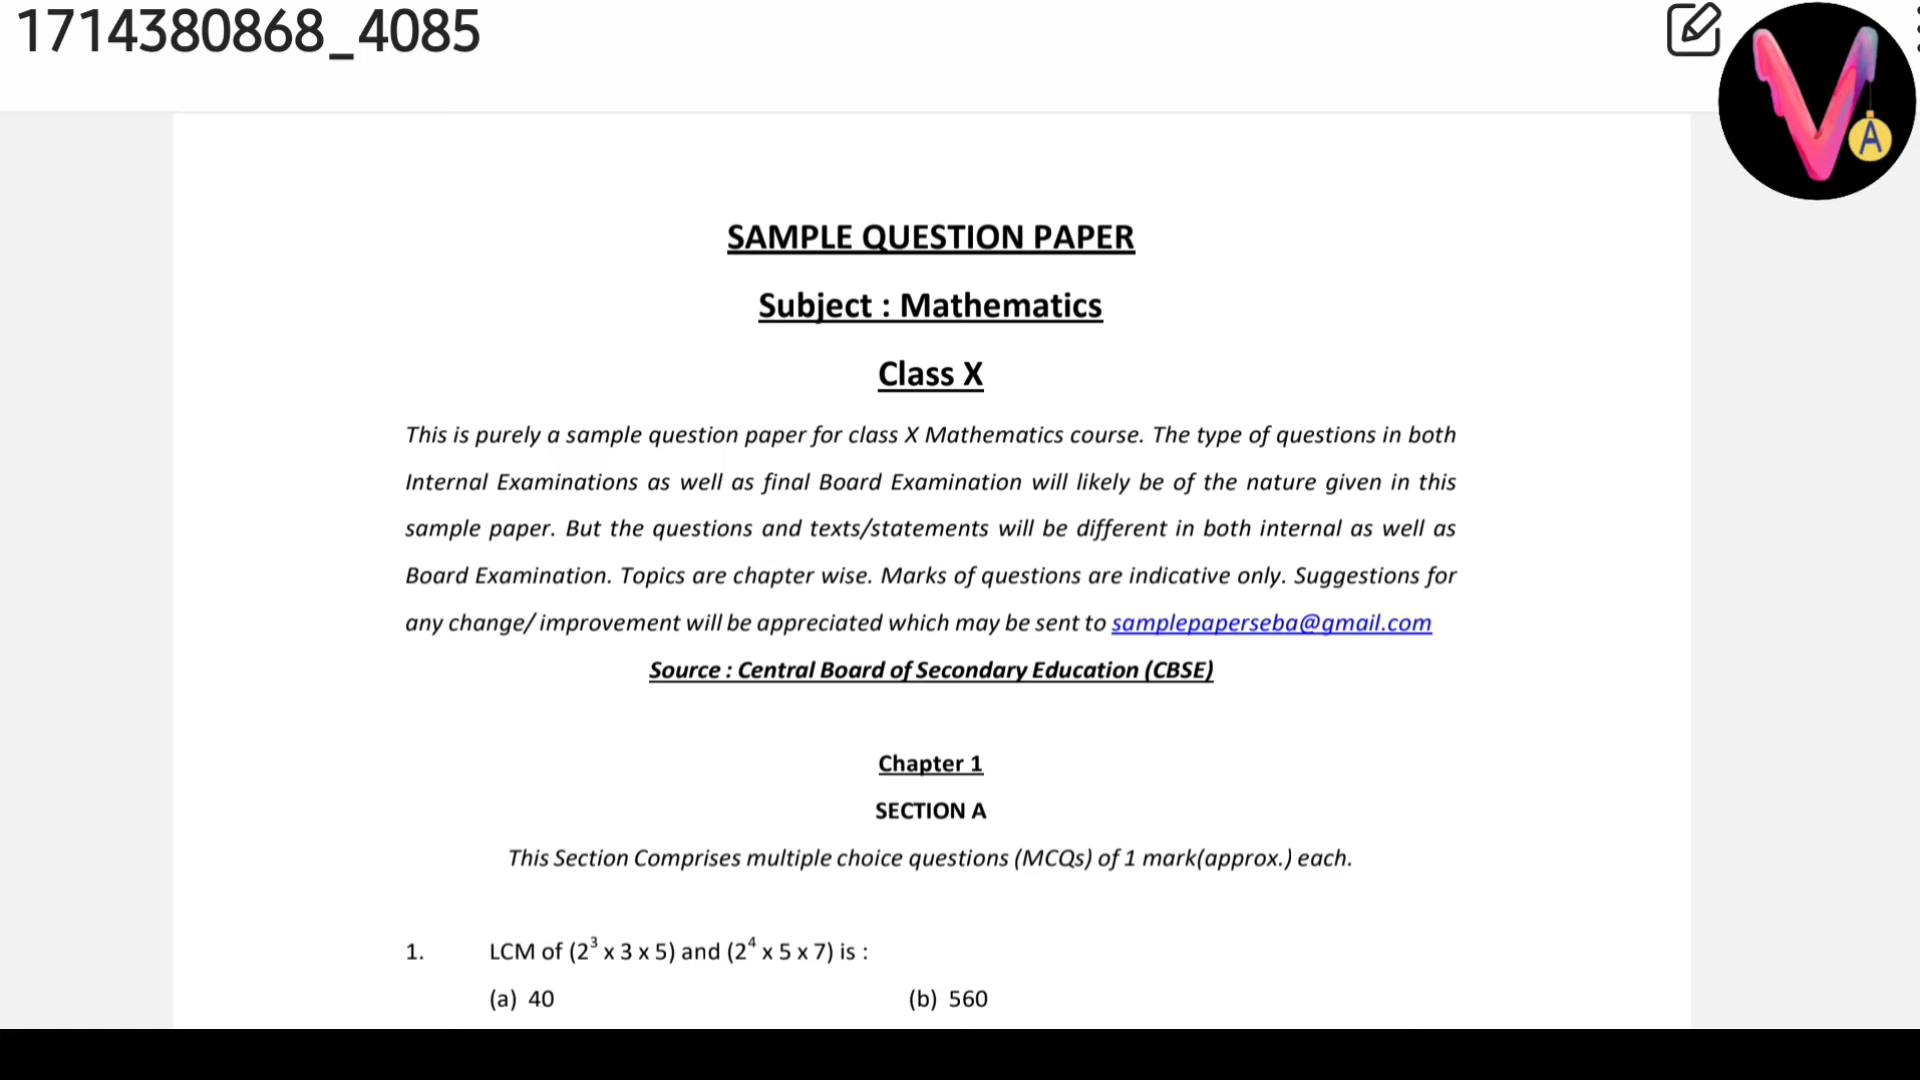 1714380868_4085
A
SAMPLE QUESTION PAPER
Subject : Mathematics
Class X
This is purely a sample question paper for class X Mathematics course. The type of questions in both
Internal Examinations as well as final Board Examination will likely be of the nature given in this
sample paper. But the questions and texts/statements will be different in both internal as well as
Board Examination. Topics are chapter wise. Marks of questions are indicative only. Suggestions for
any change/ improvement will be appreciated which may be sent to samplepaperseba@gmail.com
Source : Central Board of Secondary Education (CBSE)
Chapter 1
SECTION A
This Section Comprises multiple choice questions (MCQs) of 1 mark(approx.) each.
1. LCM of (2³ x 3 x 5) and (2⁴ x 5 x 7) is :
(a) 40 (b) 560